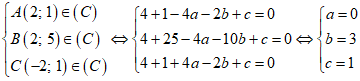 { A(2;1)∈(C) ⇔ { 4+1−4a−2b+c=0 ⇔ { a=0
B(2;5)∈(C) 4+25−4a−10b+c=0 b=3
C(−2;1)∈(C) 4+1+4a−2b+c=0 c=1